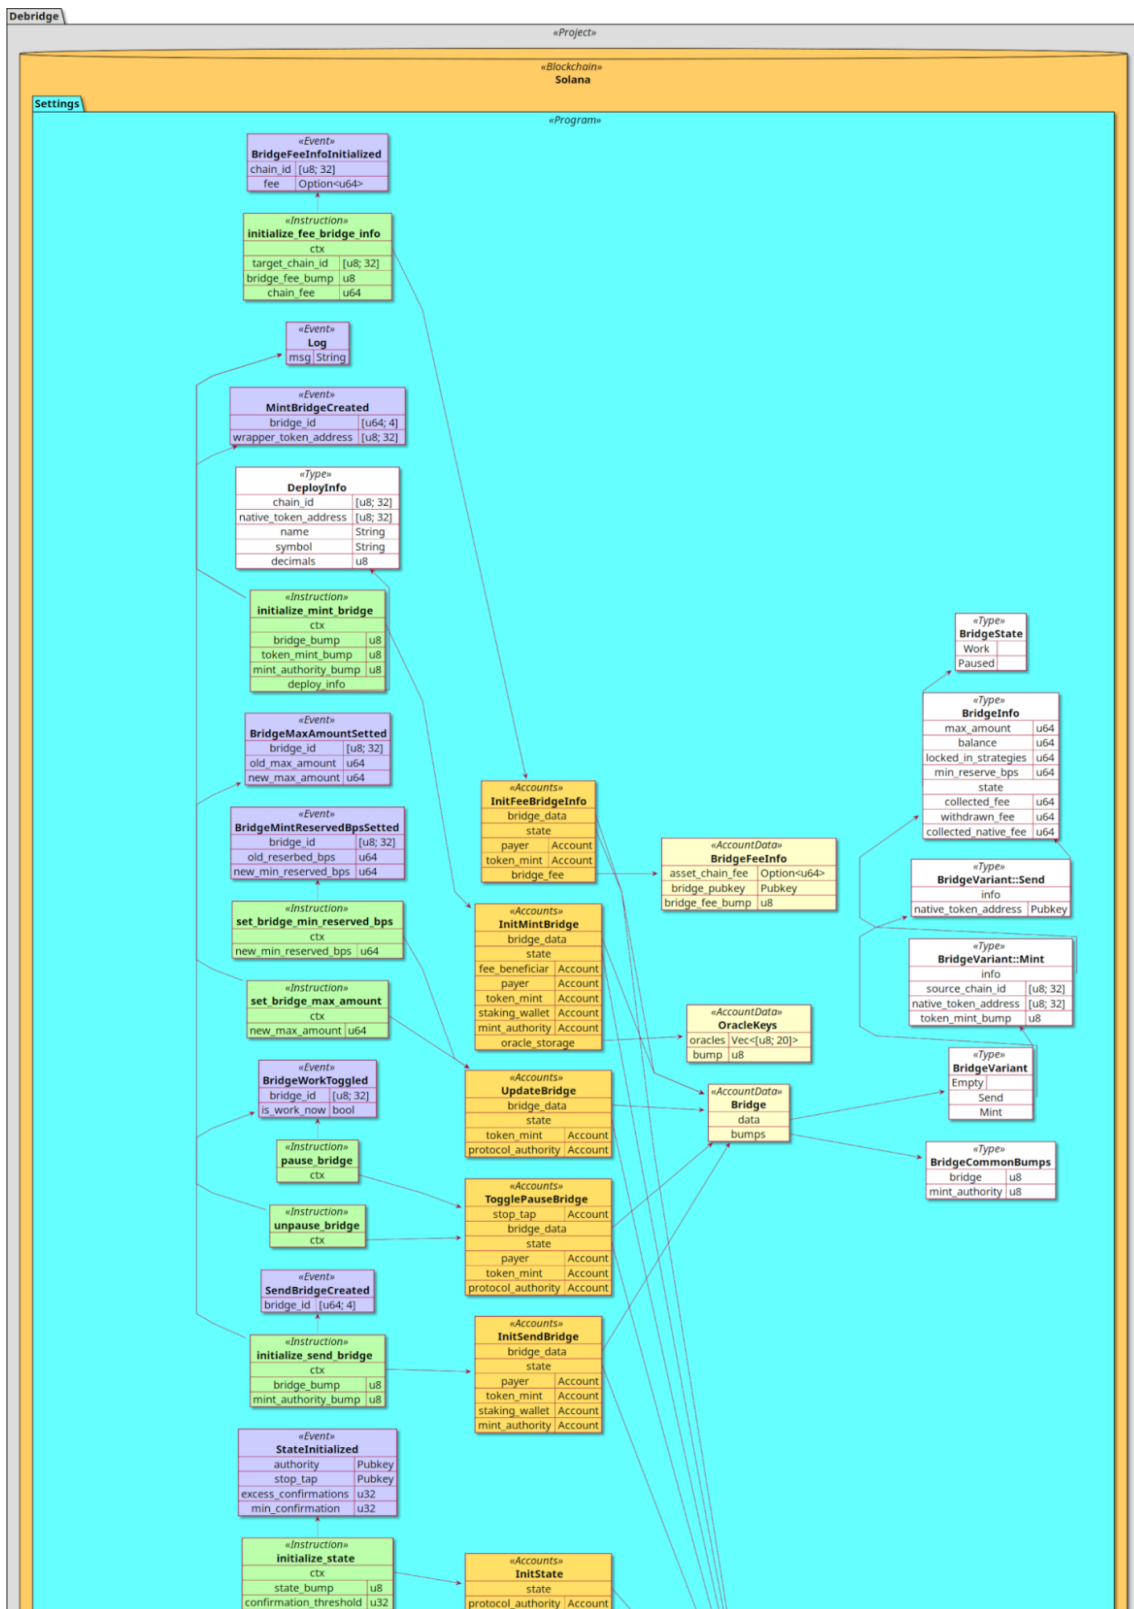 Debridge
«Project»
«Blockchain»
Solana
Settings
«Program»
«Event»
BridgeFeeInfoInitialized
chain_id [u8; 32]
fee Option<u64>
«Instruction»
initialize_fee_bridge_info
ctx
target_chain_id [u8; 32]
bridge_fee_bump u8
chain_fee u64
«Event»
Log
msg String
«Event»
MintBridgeCreated
bridge_id [u64; 4]
wrapper_token_address [u8; 32]
«Type»
DeployInfo
chain_id [u8; 32]
native_token_address [u8; 32]
name String
symbol String
decimals u8
«Instruction»
initialize_mint_bridge
ctx
bridge_bump u8
token_mint_bump u8
mint_authority_bump u8
deploy_info
«Event»
BridgeMaxAmountSetted
bridge_id [u8; 32]
old_max_amount u64
new_max_amount u64
«Event»
BridgeMintReservedBpsSetted
bridge_id [u8; 32]
old_reserbed_bps u64
new_min_reserved_bps u64
«Instruction»
set_bridge_min_reserved_bps
ctx
new_min_reserved_bps u64
«Instruction»
set_bridge_max_amount
ctx
new_max_amount u64
«Event»
BridgeWorkToggled
bridge_id [u8; 32]
is_work_now bool
«Instruction»
pause_bridge
ctx
«Instruction»
unpause_bridge
ctx
«Event»
SendBridgeCreated
bridge_id [u64; 4]
«Instruction»
initialize_send_bridge
ctx
bridge_bump u8
mint_authority_bump u8
«Event»
StateInitialized
authority Pubkey
stop_tap Pubkey
excess_confirmations u32
min_confirmation u32
«Instruction»
initialize_state
ctx
state_bump u8
confirmation_threshold u32
«Accounts»
InitFeeBridgeInfo
bridge_data
state
payer Account
token_mint Account
bridge_fee
«Accounts»
InitMintBridge
bridge_data
state
fee_beneficiar Account
payer Account
token_mint Account
staking_wallet Account
mint_authority Account
oracle_storage
«Accounts»
UpdateBridge
bridge_data
state
token_mint Account
protocol_authority Account
«Accounts»
TogglePauseBridge
stop_tap Account
bridge_data
state
payer Account
token_mint Account
protocol_authority Account
«Accounts»
InitSendBridge
bridge_data
state
payer Account
token_mint Account
staking_wallet Account
mint_authority Account
«Accounts»
InitState
state
protocol_authority Account
«AccountData»
BridgeFeeInfo
asset_chain_fee Option<u64>
bridge_pubkey Pubkey
bridge_fee_bump u8
«AccountData»
OracleKeys
oracles Vec<[u8; 20]>
bump u8
«AccountData»
Bridge
data
bumps
«Type»
BridgeState
Work
Paused
«Type»
BridgeInfo
max_amount u64
balance u64
locked_in_strategies u64
min_reserve_bps u64
state
collected_fee u64
withdrawn_fee u64
collected_native_fee u64
«Type»
BridgeVariant::Send
info
native_token_address Pubkey
«Type»
BridgeVariant::Mint
info
source_chain_id [u8; 32]
native_token_address [u8; 32]
token_mint_bump u8
«Type»
BridgeVariant
Empty
Send
Mint
«Type»
BridgeCommonBumps
bridge u8
mint_authority u8